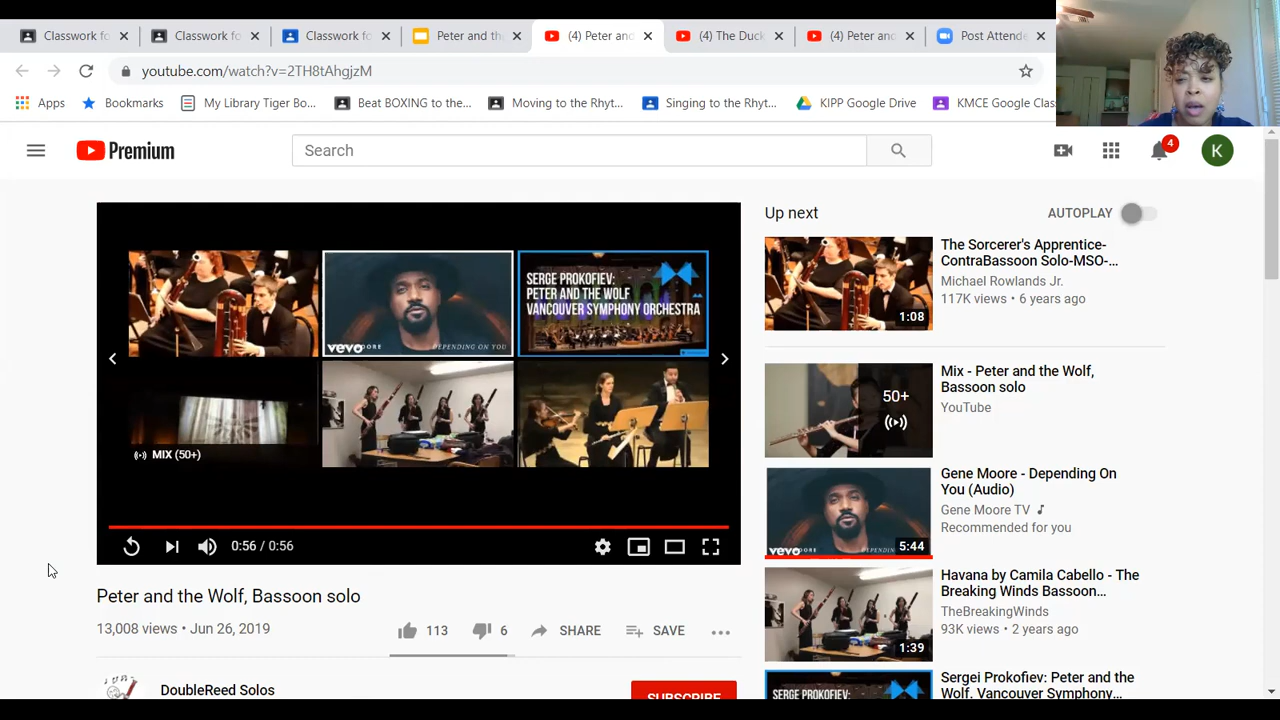 Classwork fo
Classwork for
Classwork fo
Peter and th
(4) Peter and
(4) The Duck
(4) Peter and
Post Attende
youtube.com/watch?v=2TH8tAhgjzM
Apps
Bookmarks
My Library Tiger Bo...
Beat BOXING to the...
Moving to the Rhyt...
Singing to the Rhyt...
KIPP Google Drive
KMCE Google Clas
Premium
Search
4
K
SERGE PROKOFIEV:
PETER AND THE WOLF
VANCOUVER SYMPHONY ORCHESTRA
vevo
DEPENDING ON YOU
MIX (50+)
0:56 / 0:56
Peter and the Wolf, Bassoon solo
13,008 views • Jun 26, 2019
113
6
SHARE
SAVE
DoubleReed Solos
SUBSCRIBE
Up next
AUTOPLAY
The Sorcerer's Apprentice-
ContraBassoon Solo-MSO-...
Michael Rowlands Jr.
117K views • 6 years ago
1:08
Mix - Peter and the Wolf,
Bassoon solo
YouTube
50+
Gene Moore - Depending On
You (Audio)
Gene Moore TV
Recommended for you
vevo
5:44
Havana by Camila Cabello - The
Breaking Winds Bassoon...
TheBreakingWinds
93K views • 2 years ago
1:39
Sergei Prokofiev: Peter and the
Wolf, Vancouver Symphony...
SERGE PROKOFIEV: